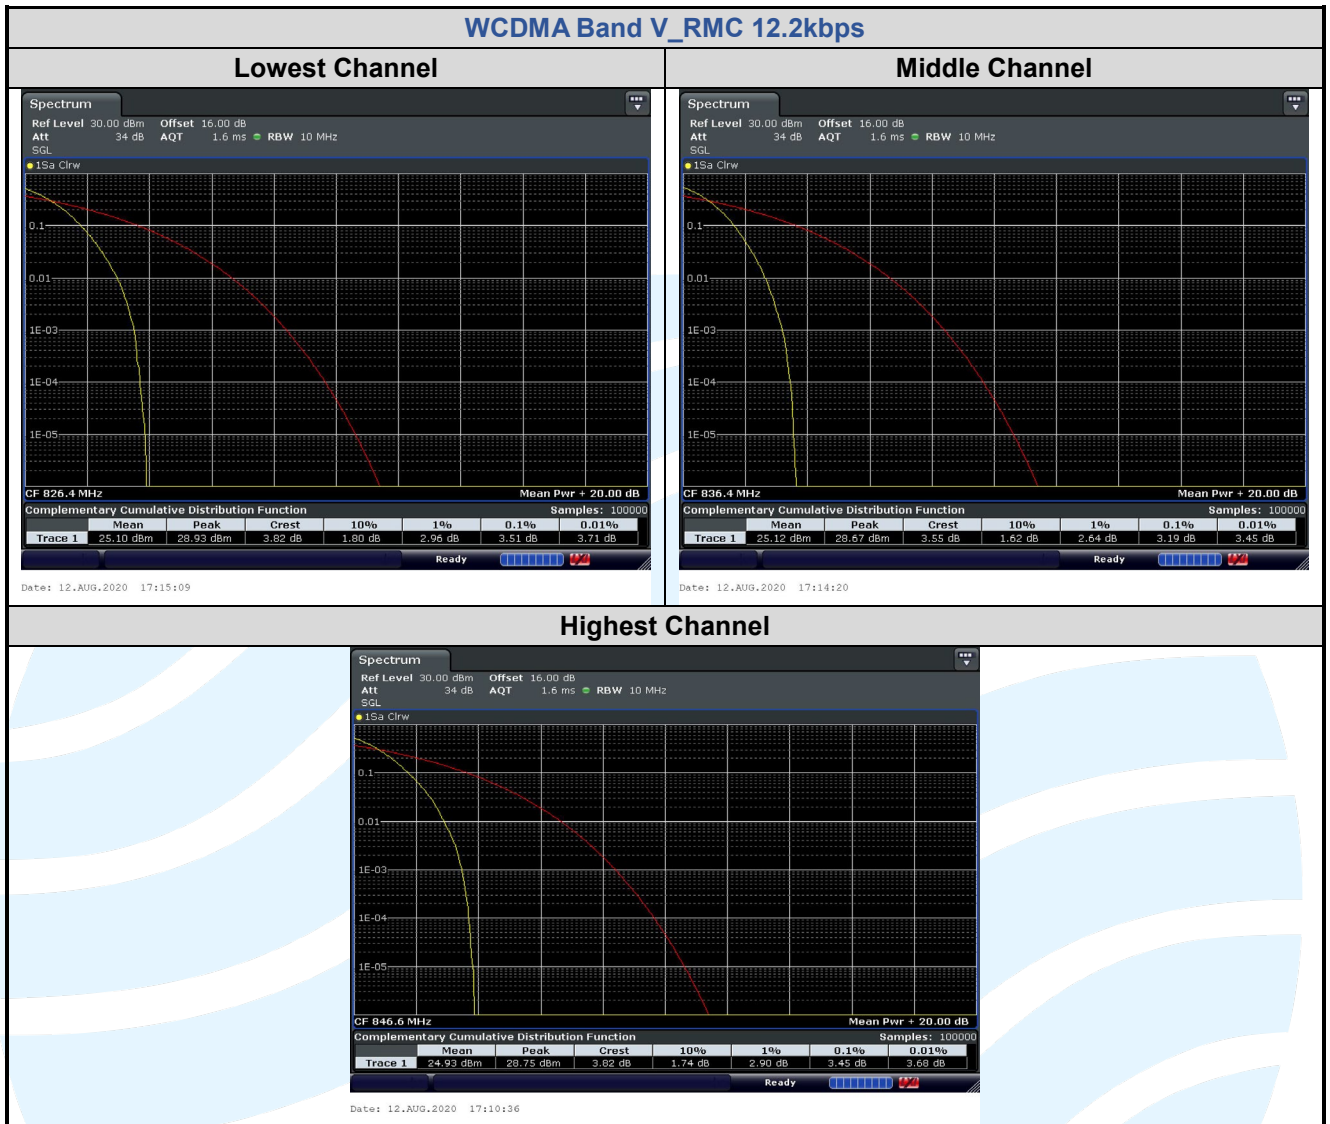 WCDMA Band V_RMC 12.2kbps
Lowest Channel
Middle Channel
Spectrum
Ref Level 30.00 dBm Offset 16.00 dB
Att 34 dB AQT 1.6 ms RBW 10 MHz
SGL
1Sa Clrw
0.1
0.01
1E-03
1E-04
1E-05
CF 826.4 MHz Mean Pwr + 20.00 dB
Complementary Cumulative Distribution Function Samples: 100000
Mean Peak Crest 10% 1% 0.1% 0.01%
Trace 1 25.10 dBm 28.93 dBm 3.82 dB 1.80 dB 2.96 dB 3.51 dB 3.71 dB
Ready
Date: 12.AUG.2020 17:15:09
Spectrum
Ref Level 30.00 dBm Offset 16.00 dB
Att 34 dB AQT 1.6 ms RBW 10 MHz
SGL
1Sa Clrw
0.1
0.01
1E-03
1E-04
1E-05
CF 836.4 MHz Mean Pwr + 20.00 dB
Complementary Cumulative Distribution Function Samples: 100000
Mean Peak Crest 10% 1% 0.1% 0.01%
Trace 1 25.12 dBm 28.67 dBm 3.55 dB 1.62 dB 2.64 dB 3.19 dB 3.45 dB
Ready
Date: 12.AUG.2020 17:14:20
Highest Channel
Spectrum
Ref Level 30.00 dBm Offset 16.00 dB
Att 34 dB AQT 1.6 ms RBW 10 MHz
SGL
1Sa Clrw
0.1
0.01
1E-03
1E-04
1E-05
CF 846.6 MHz Mean Pwr + 20.00 dB
Complementary Cumulative Distribution Function Samples: 100000
Mean Peak Crest 10% 1% 0.1% 0.01%
Trace 1 24.93 dBm 28.75 dBm 3.82 dB 1.74 dB 2.90 dB 3.45 dB 3.68 dB
Ready
Date: 12.AUG.2020 17:10:36